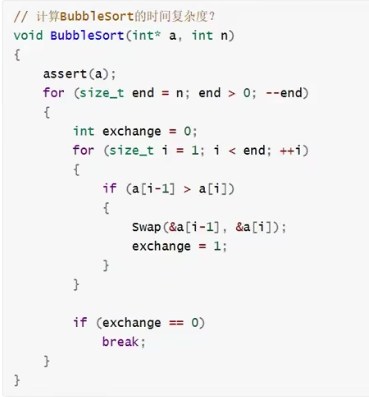 // 计算BubbleSort的时间复杂度?
void BubbleSort(int* a, int n)
{
    assert(a);
    for (size_t end = n; end > 0; --end)
    {
        int exchange = 0;
        for (size_t i = 1; i < end; ++i)
        {
            if (a[i-1] > a[i])
            {
                Swap(&a[i-1], &a[i]);
                exchange = 1;
            }
        }

        if (exchange == 0)
            break;
    }
}